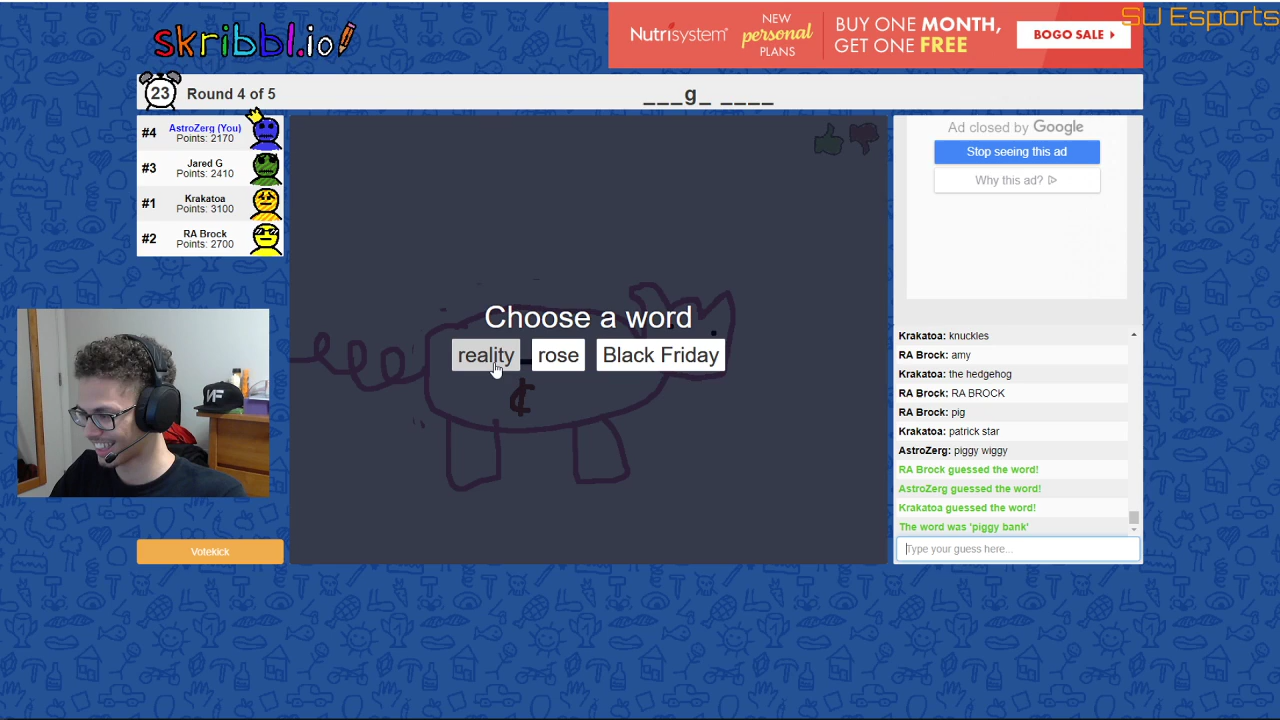 SU Esports
skribbl.io
Nutrisystem®
NEW
personal
PLANS
BUY ONE MONTH,
GET ONE FREE
BOGO SALE
23
Round 4 of 5
___g_ ____
#4
AstroZerg (You)
Points: 2170
#3
Jared G
Points: 2410
#1
Krakatoa
Points: 3100
#2
RA Brock
Points: 2700
NF
Votekick
Choose a word
reality
rose
Black Friday
¢
Ad closed by Google
Stop seeing this ad
Why this ad?
Krakatoa: knuckles
RA Brock: amy
Krakatoa: the hedgehog
RA Brock: RA BROCK
RA Brock: pig
Krakatoa: patrick star
AstroZerg: piggy wiggy
RA Brock guessed the word!
AstroZerg guessed the word!
Krakatoa guessed the word!
The word was 'piggy bank'
Type your guess here...